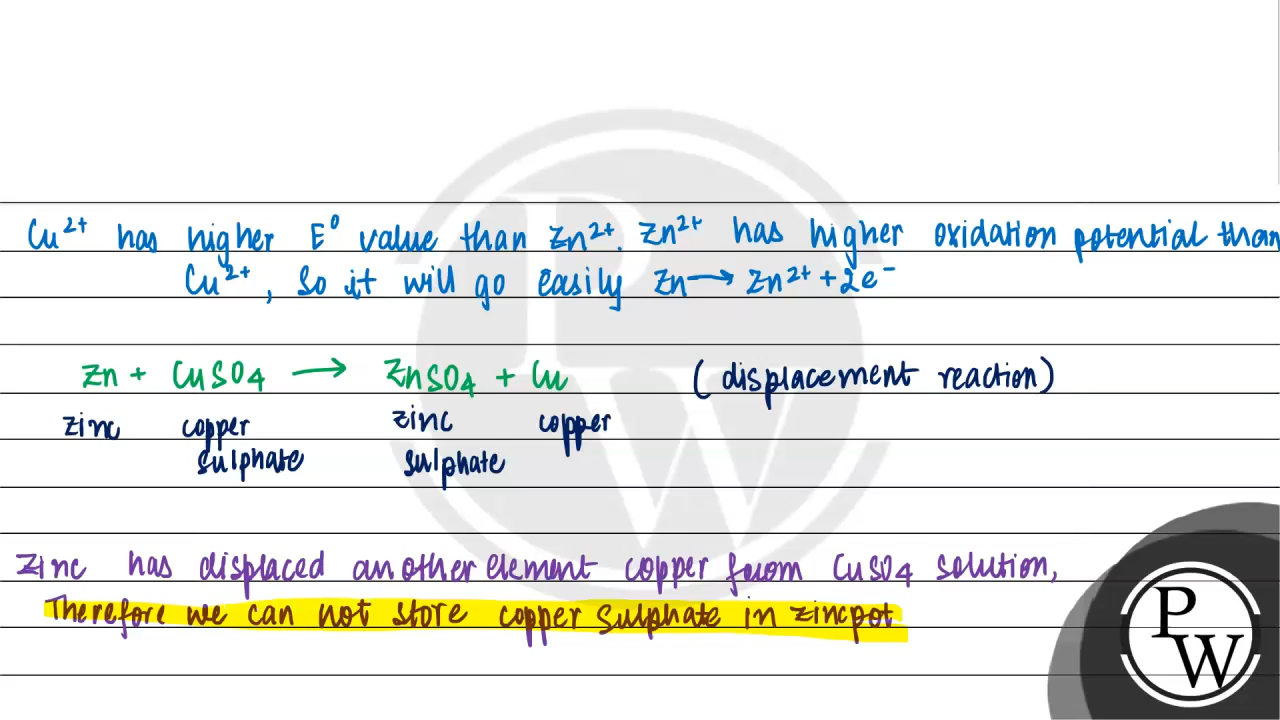 Cu²⁺ has higher E⁰ value than Zn²⁺. Zn²⁺ has higher oxidation potential than
Cu²⁺, so it will go easily Zn → Zn²⁺ + 2e⁻
Zn + CuSO4 → ZnSO4 + Cu (displacement reaction)
zinc copper zinc copper
sulphate sulphate
Zinc has displaced another element copper from CuSO4 solution,
Therefore we can not store copper sulphate in zincpot
P
W
P
W